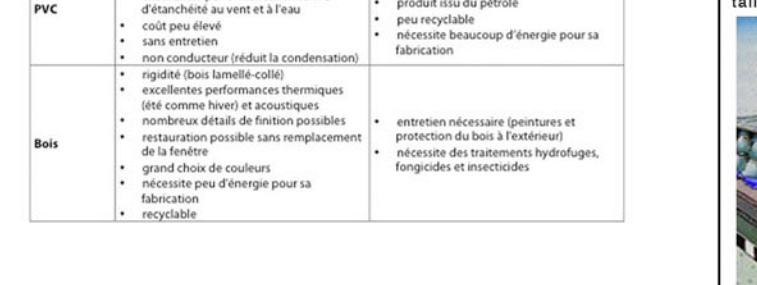 PVC
d'étanchéité au vent et à l'eau
• coût peu élevé
• sans entretien
• non conducteur (réduit la condensation)
• produit issu du pétrole
• peu recyclable
• nécessite beaucoup d'énergie pour sa
fabrication
Bois
• rigidité (bois lamellé-collé)
• excellentes performances thermiques
(été comme hiver) et acoustiques
• nombreux détails de finition possibles
• restauration possible sans remplacement
de la fenêtre
• grand choix de couleurs
• nécessite peu d'énergie pour sa
fabrication
• recyclable
• entretien nécessaire (peintures et
protection du bois à l'extérieur)
• nécessite des traitements hydrofuges,
fongicides et insecticides